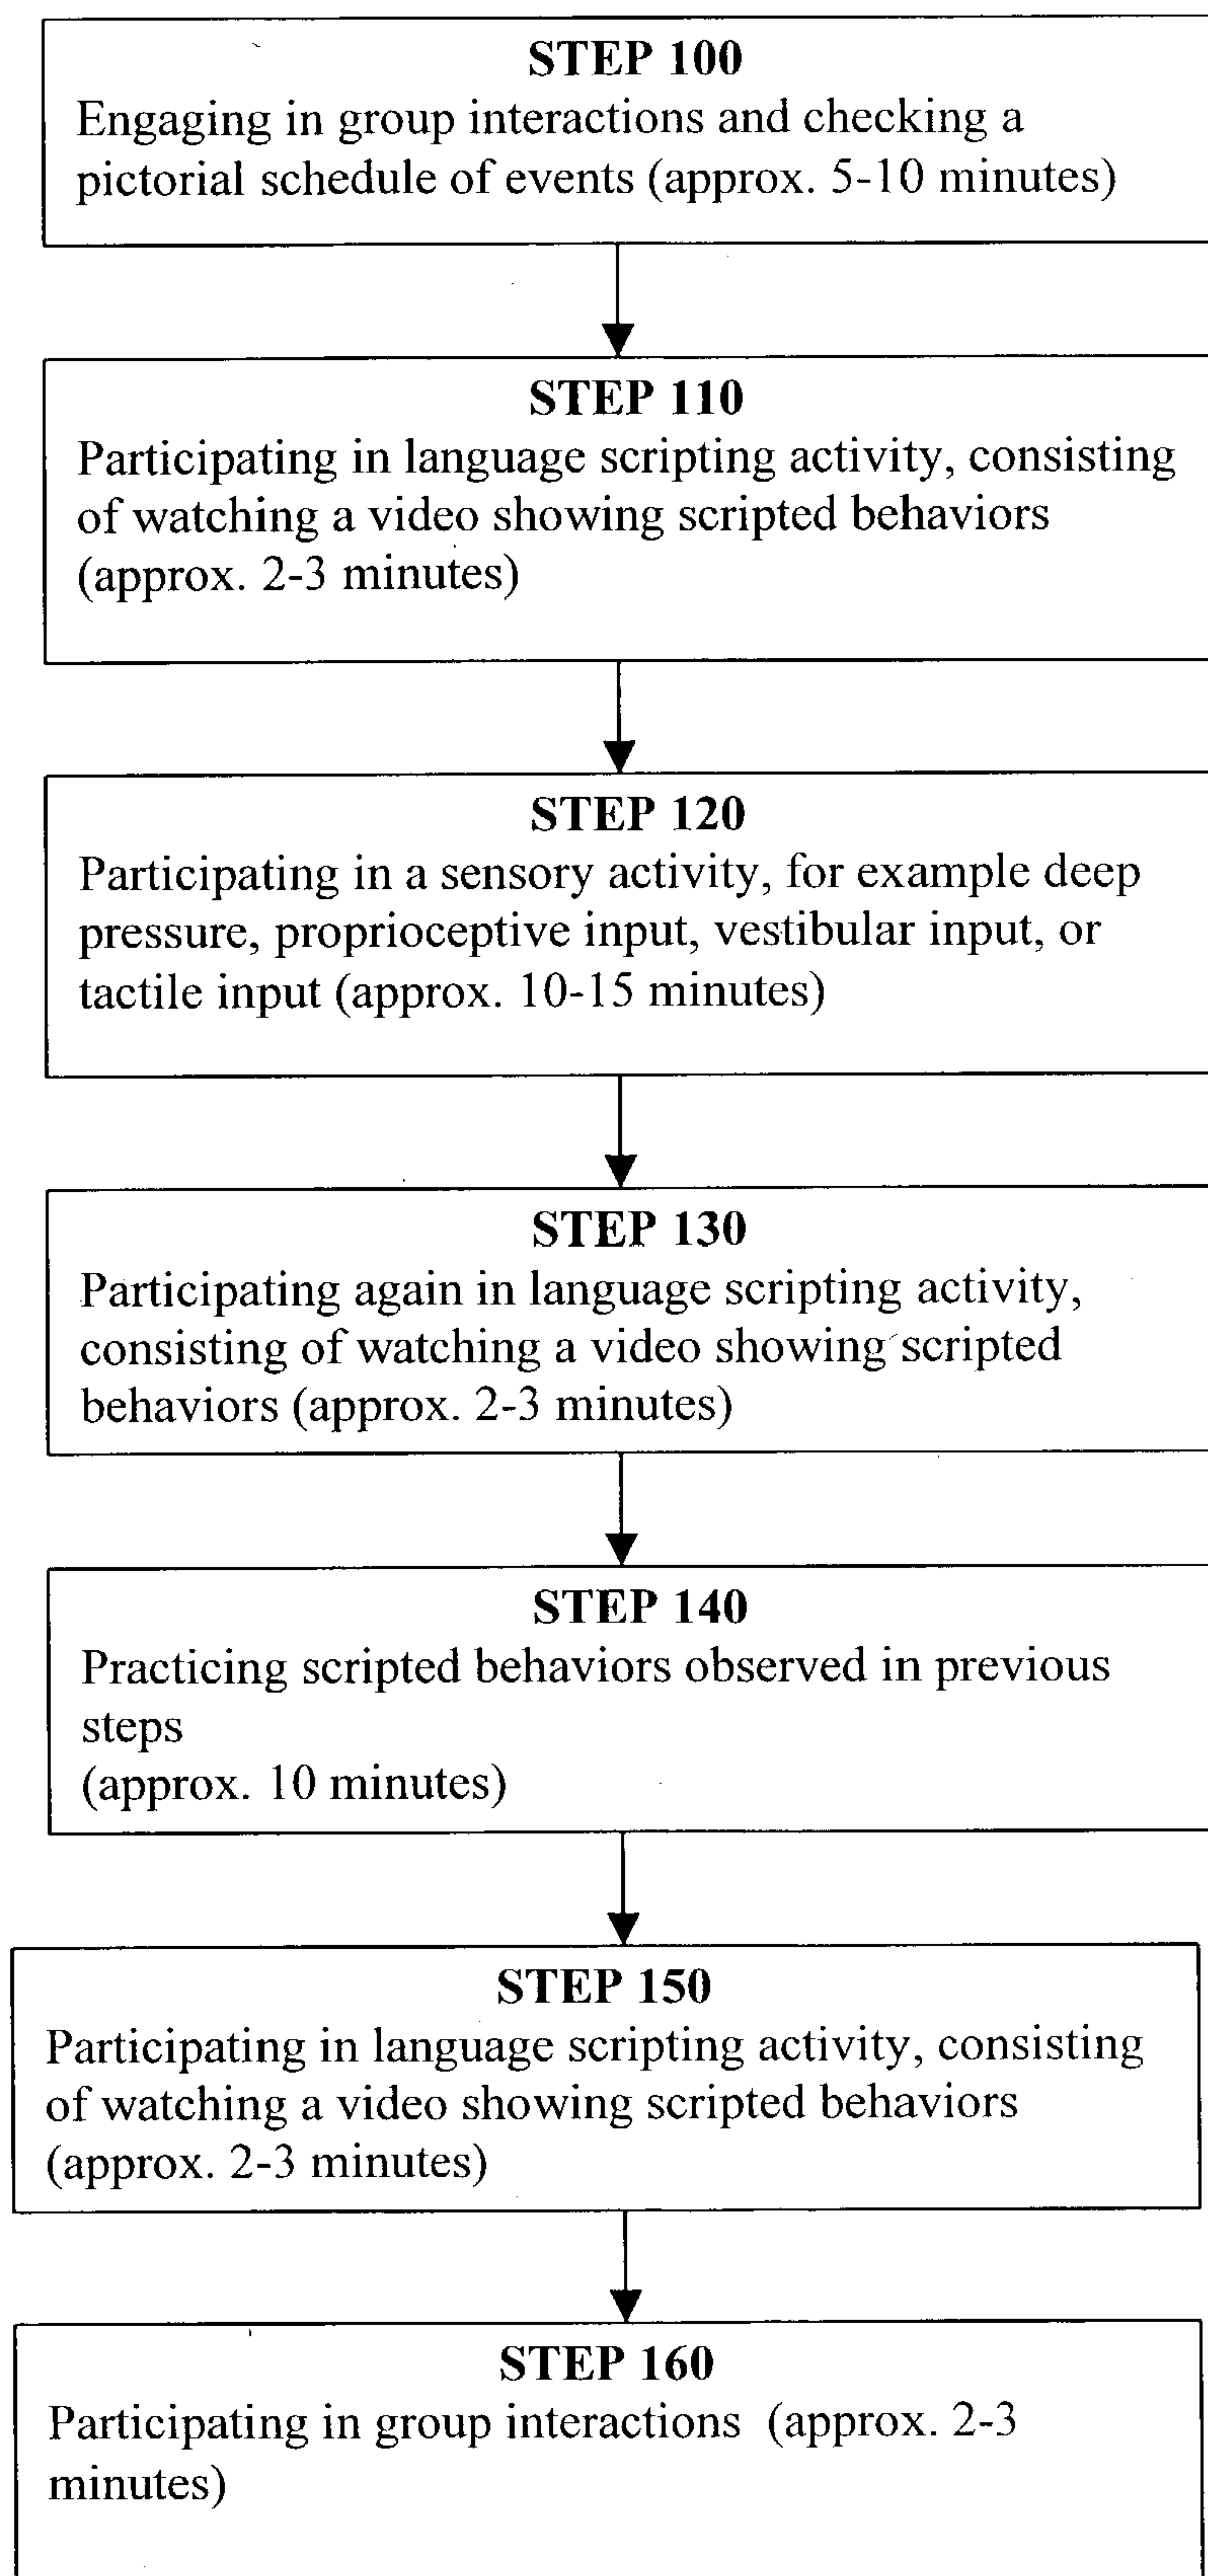 STEP 100
Engaging in group interactions and checking a
pictorial schedule of events (approx. 5-10 minutes)
STEP 110
Participating in language scripting activity, consisting
of watching a video showing scripted behaviors
(approx. 2-3 minutes)
STEP 120
Participating in a sensory activity, for example deep
pressure, proprioceptive input, vestibular input, or
tactile input (approx. 10-15 minutes)
STEP 130
Participating again in language scripting activity,
consisting of watching a video showing scripted
behaviors (approx. 2-3 minutes)
STEP 140
Practicing scripted behaviors observed in previous
steps
(approx. 10 minutes)
STEP 150
Participating in language scripting activity, consisting
of watching a video showing scripted behaviors
(approx. 2-3 minutes)
STEP 160
Participating in group interactions (approx. 2-3
minutes)